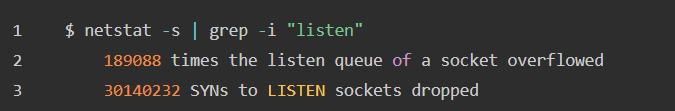 1 $ netstat -s | grep -i "listen"
2 189088 times the listen queue of a socket overflowed
3 30140232 SYNs to LISTEN sockets dropped